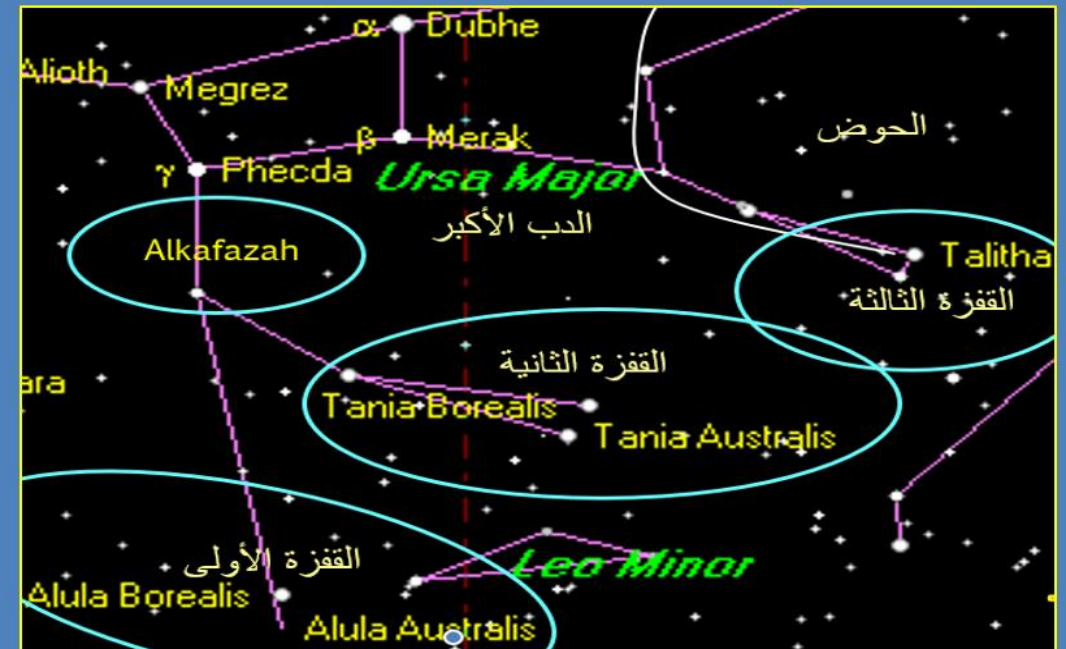 α Dubhe
Alioth
Megrez
الحوض
β Merak
γ Phecda
Ursa Major
الدب الأكبر
Alkafazah
Talitha
القفزة الثالثة
القفزة الثانية
ara
Tania Borealis
Tania Australis
القفزة الأولى
Leo Minor
Alula Borealis
Alula Australis